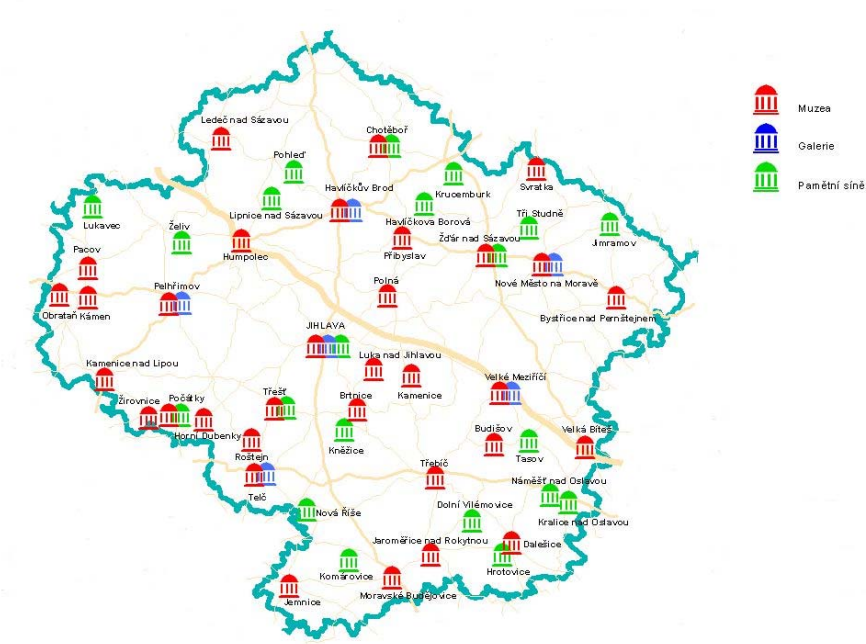 Ledeč nad Sázavou
Chotěboř
Muzea
Galerie
Pamětní síně
Pohleď
Havlíčkův Brod
Krucemburk
Svratka
Lukavec
Lipnice nad Sázavou
Želiv
Havlíčkova Borová
Tři Studně
Jimramov
Pacov
Humpolec
Přibyslav
Žďár nad Sázavou
Pelhřimov
Polná
Nové Město na Moravě
Obrataň
Kámen
Bystřice nad Pernštejnem
JIHLAVA
Kamenice nad Lipou
Luka nad Jihlavou
Kamenice
Velké Meziříčí
Žirovnice
Počátky
Třešť
Brtnice
Horní Dubenky
Budišov
Velká Bíteš
Roštejn
Kněžice
Tasov
Telč
Třebíč
Náměšť nad Oslavou
Nová Říše
Dolní Vilémovice
Kralice nad Oslavou
Jaroměřice nad Rokytnou
Dalešice
Komárovice
Hrotovice
Jemnice
Moravské Budějovice